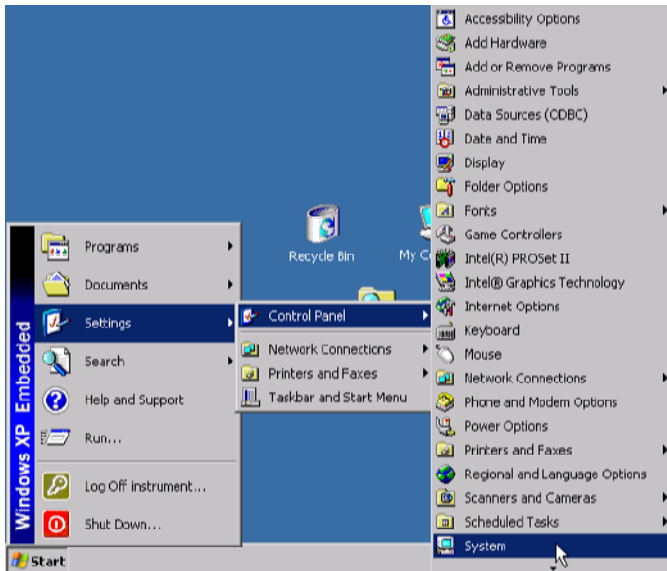 Accessibility Options
Add Hardware
Add or Remove Programs
Administrative Tools
Data Sources (ODBC)
Date and Time
Display
Folder Options
Fonts
Game Controllers
Intel(R) PROSet II
Intel® Graphics Technology
Internet Options
Keyboard
Mouse
Network Connections
Phone and Modem Options
Power Options
Printers and Faxes
Regional and Language Options
Scanners and Cameras
Scheduled Tasks
System
Recycle Bin
My C
Control Panel
Network Connections
Printers and Faxes
Taskbar and Start Menu
Programs
Documents
Settings
Search
Help and Support
Run...
Log Off instrument...
Shut Down...
Windows XP Embedded
Start